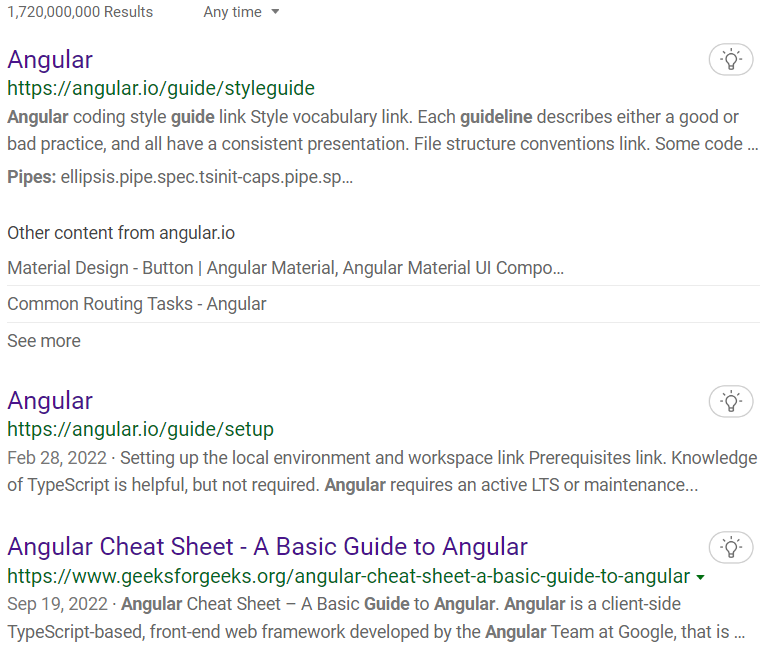 1,720,000,000 Results Any time
Angular
https://angular.io/guide/styleguide
Angular coding style guide link Style vocabulary link. Each guideline describes either a good or
bad practice, and all have a consistent presentation. File structure conventions link. Some code ...
Pipes: ellipsis.pipe.spec.tsinit-caps.pipe.sp...
Other content from angular.io
Material Design - Button | Angular Material, Angular Material UI Compo...
Common Routing Tasks - Angular
See more
Angular
https://angular.io/guide/setup
Feb 28, 2022 · Setting up the local environment and workspace link Prerequisites link. Knowledge
of TypeScript is helpful, but not required. Angular requires an active LTS or maintenance...
Angular Cheat Sheet - A Basic Guide to Angular
https://www.geeksforgeeks.org/angular-cheat-sheet-a-basic-guide-to-angular
Sep 19, 2022 · Angular Cheat Sheet – A Basic Guide to Angular. Angular is a client-side
TypeScript-based, front-end web framework developed by the Angular Team at Google, that is ...